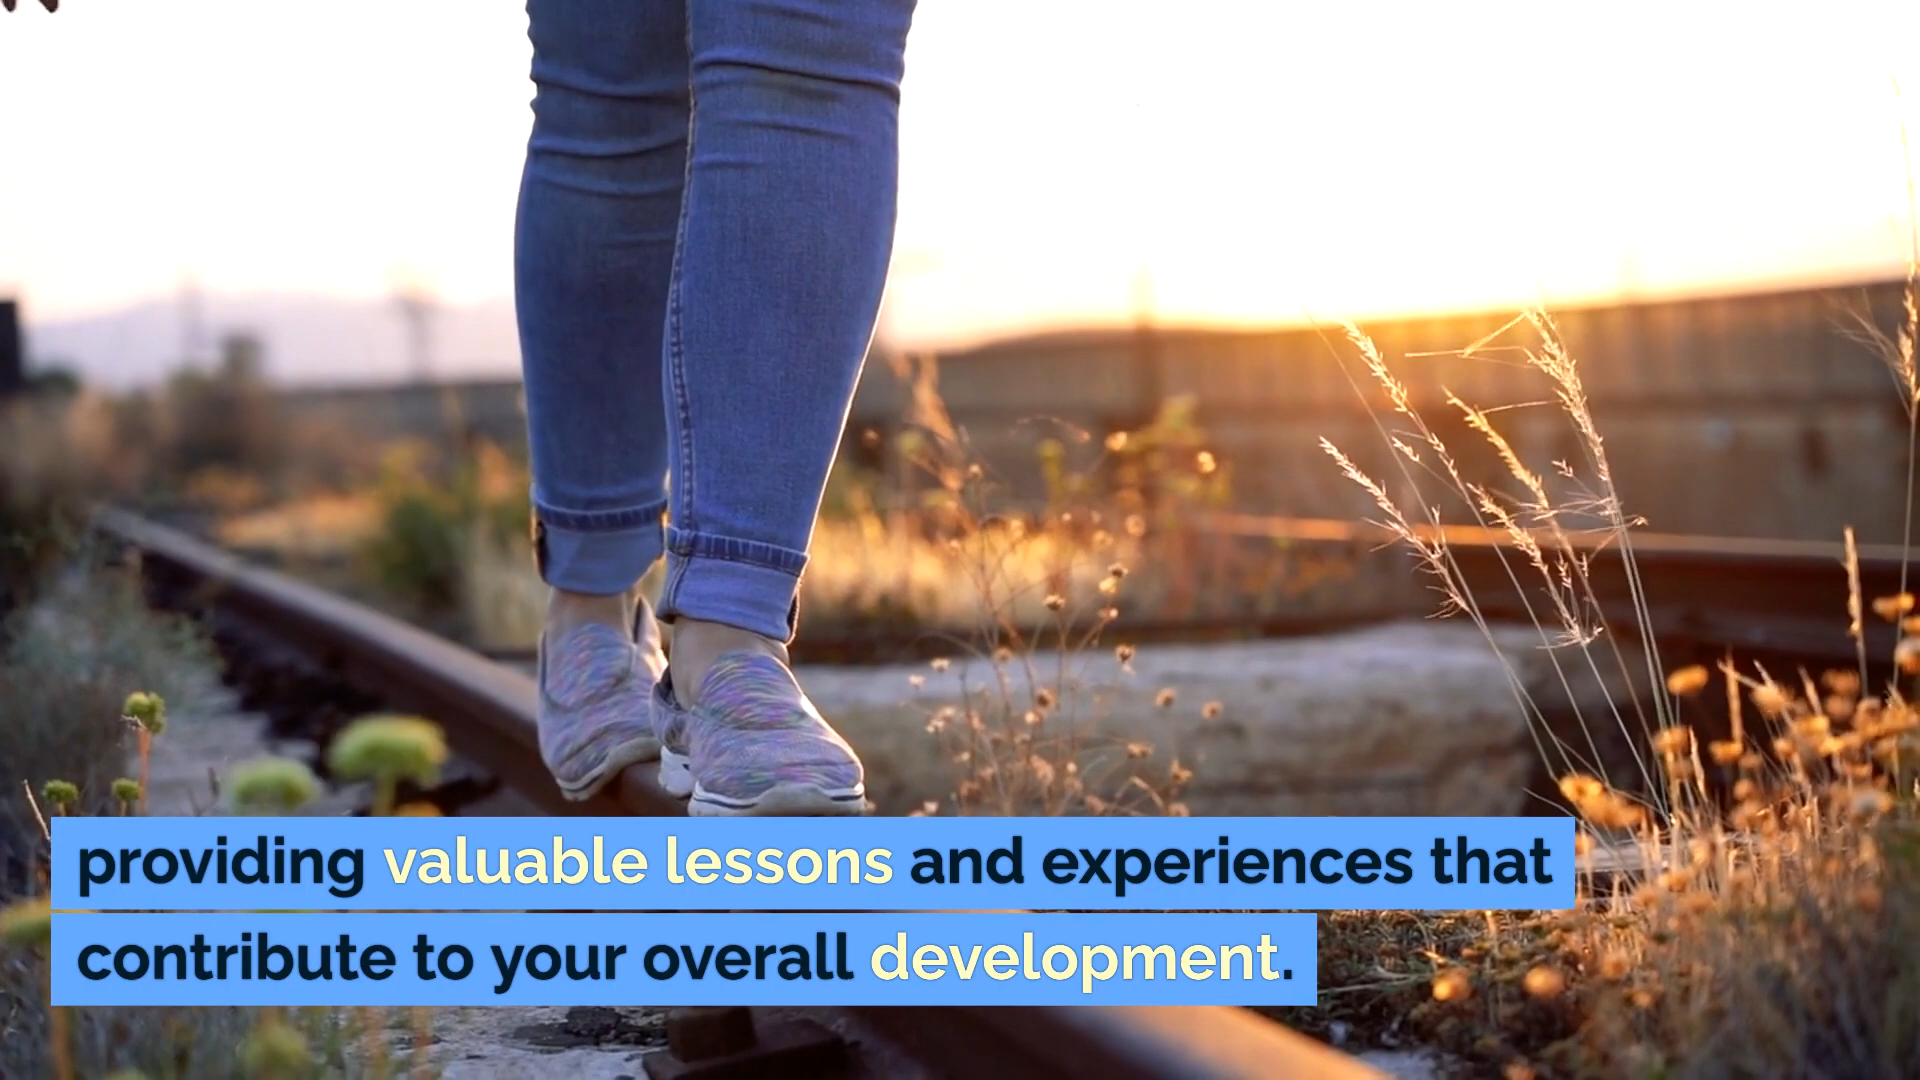 providing valuable lessons and experiences that
contribute to your overall development.